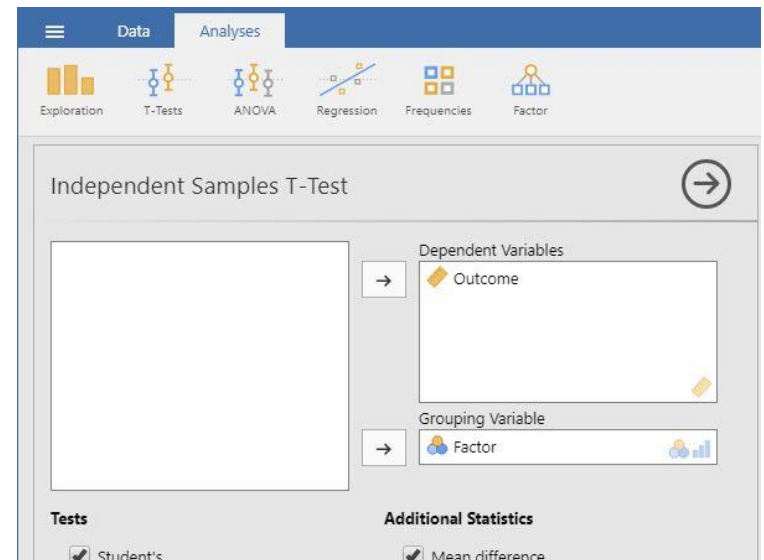 Data Analyses
Exploration T-Tests ANOVA Regression Frequencies Factor
Independent Samples T-Test
Dependent Variables
Outcome
Grouping Variable
Factor
Tests Additional Statistics
Student's Mean difference